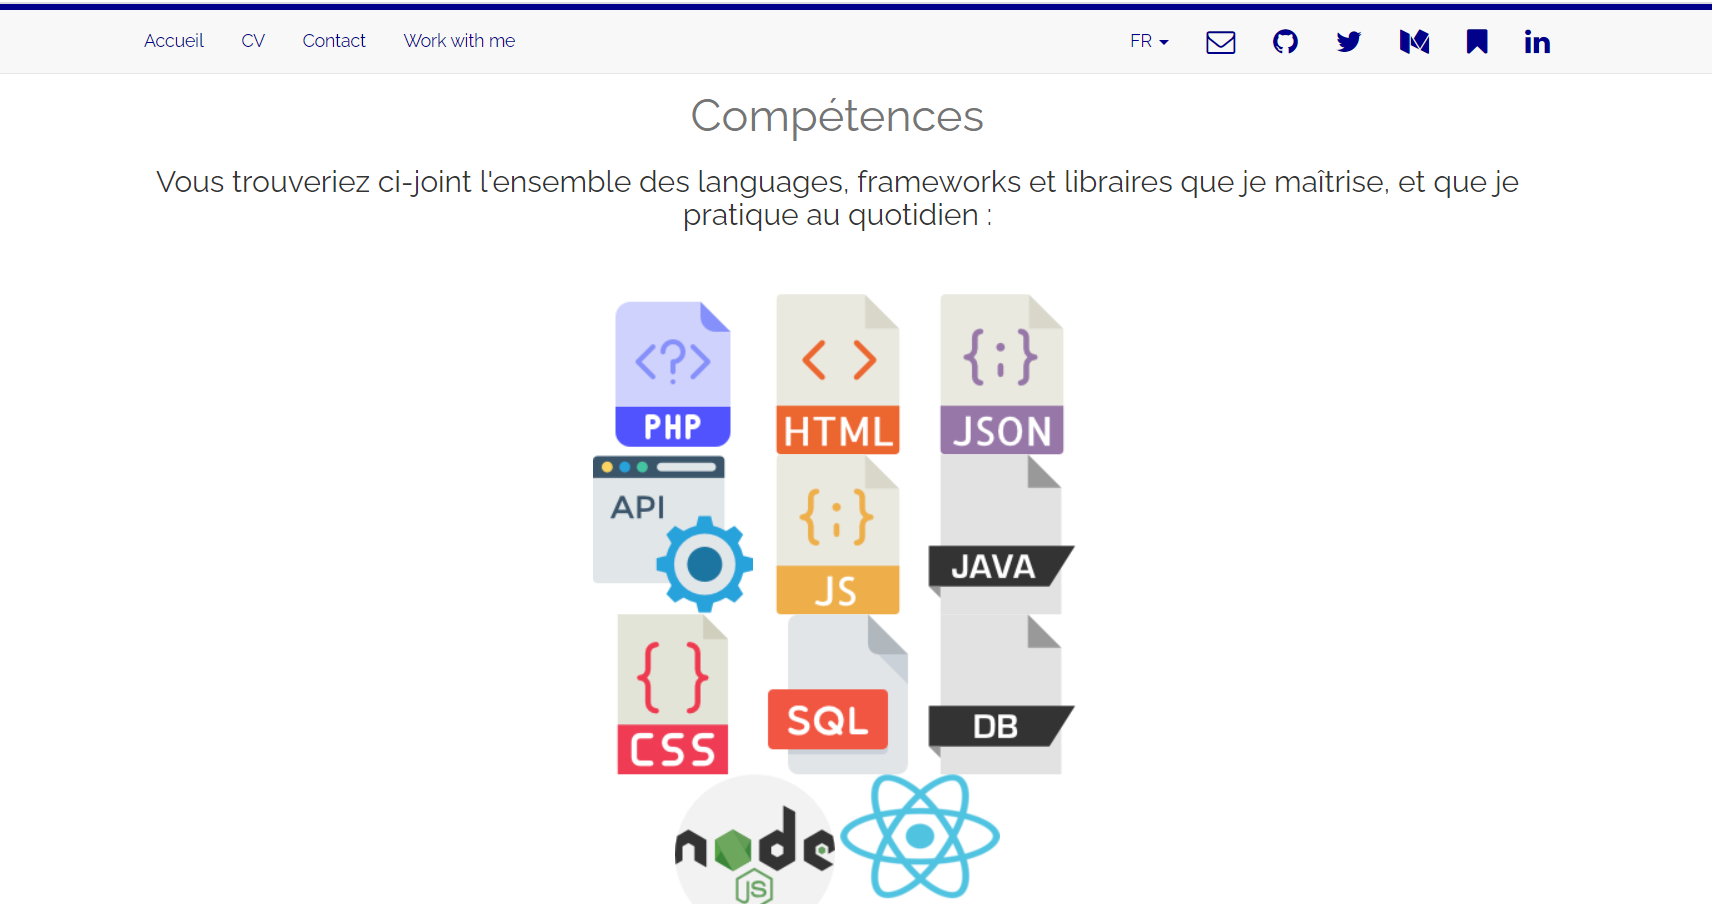 Accueil CV Contact Work with me FR
Compétences
Vous trouveriez ci-joint l'ensemble des languages, frameworks et libraires que je maîtrise, et que je
pratique au quotidien :
<?> < > {;}
PHP HTML JSON
API {;}
JS JAVA
{ }
CSS SQL DB
node
JS